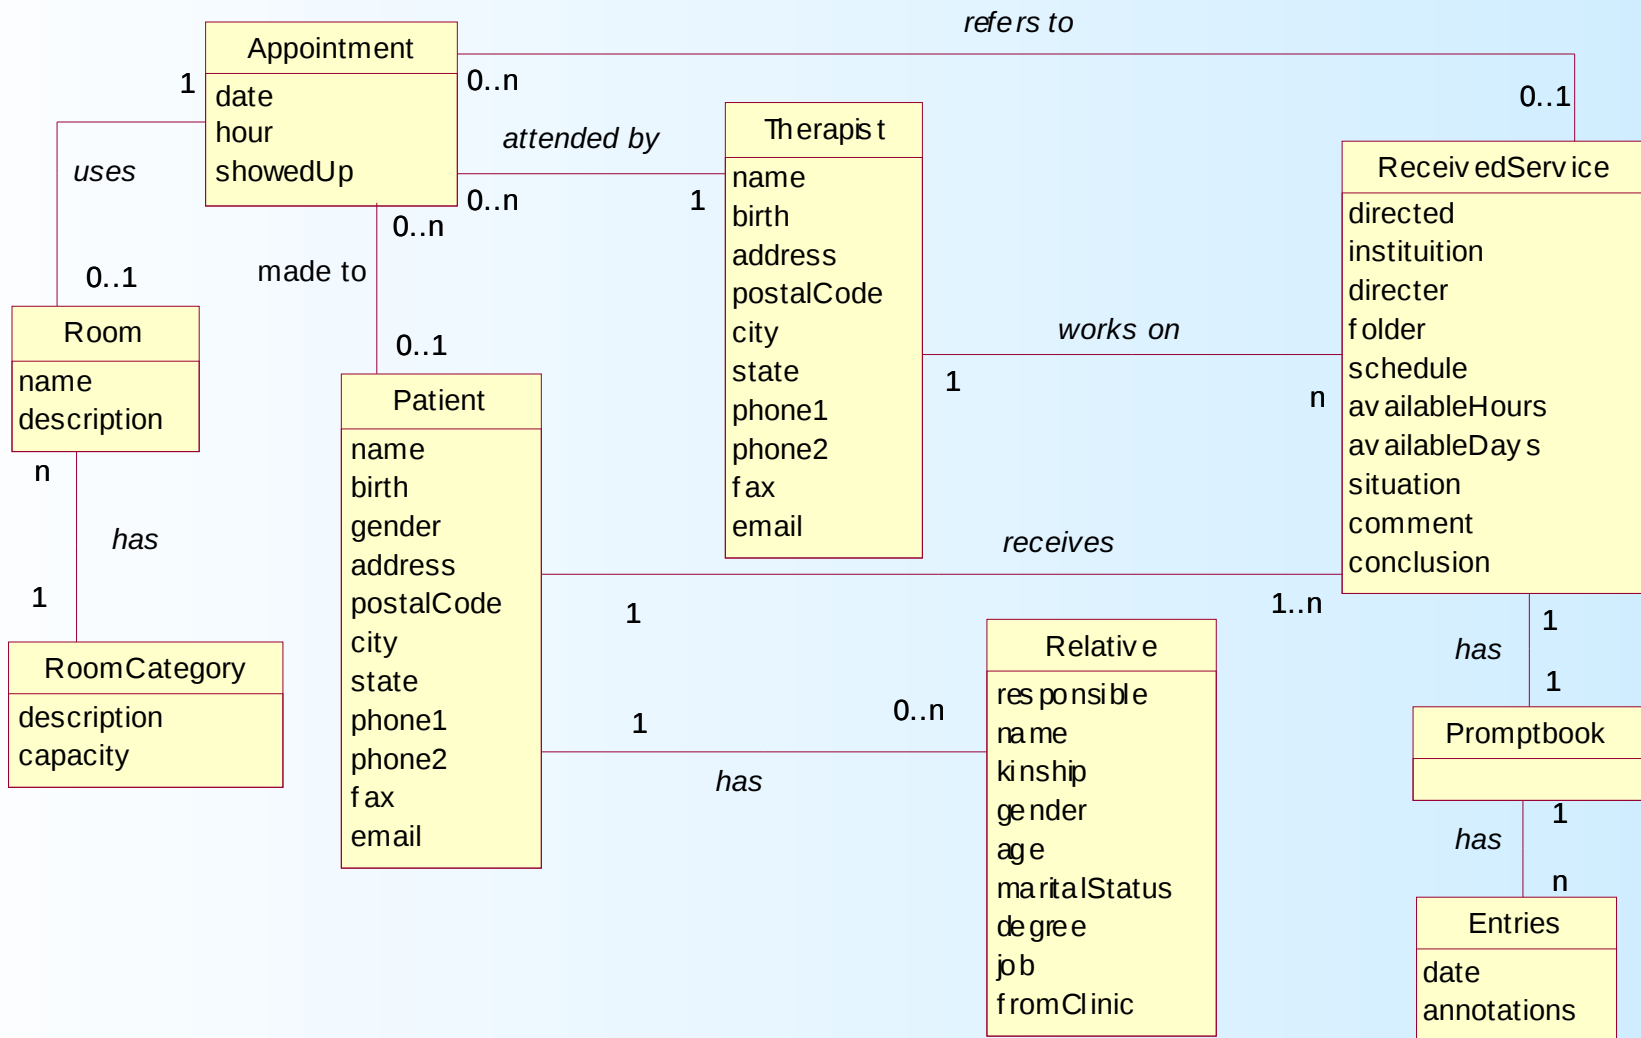 refers to
Appointment
date
hour
showedUp
1
0..n
0..1
attended by
0..n
1
uses
0..n
made to
0..1
0..1
Therapist
name
birth
address
postalCode
city
state
phone1
phone2
fax
email
ReceivedService
directed
instituition
directer
folder
schedule
availableHours
availableDays
situation
comment
conclusion
works on
1
n
Room
name
description
n
has
1
RoomCategory
description
capacity
Patient
name
birth
gender
address
postalCode
city
state
phone1
phone2
fax
email
receives
1
1..n
1
0..n
has
Relative
responsible
name
kinship
gender
age
maritalStatus
degree
job
fromClinic
1
has
1
Promptbook
1
has
n
Entries
date
annotations